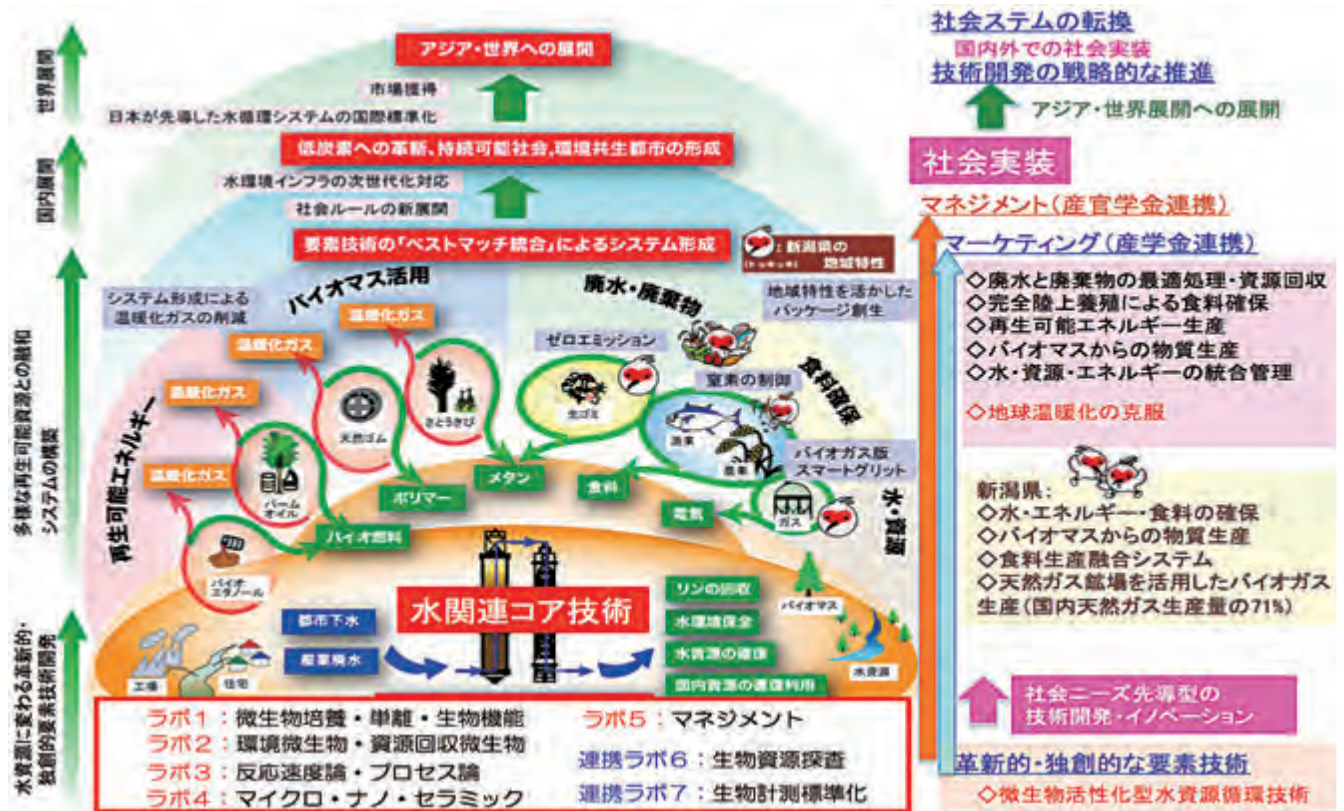 世界展開
国内展開
多様な再生可能資源との融和
システムの構築
水資源に変わる革新的・
独創的要素技術開発
アジア・世界への展開
市場獲得
日本が先導した水循環システムの国際標準化
低炭素への革新、持続可能社会,環境共生都市の形成
水環境インフラの次世代化対応
社会ルールの新展開
要素技術の「ベストマッチ統合」によるシステム形成
:新潟県の
地域特性
システム形成による
温暖化ガスの削減
バイオマス活用
廃水・廃棄物
地域特性を活かした
パッケージ創生
再生可能エネルギー
食料確保
水・資源
温暖化ガス
温暖化ガス
温暖化ガス
温暖化ガス
ゼロエミッション
窒素の制御
バイオガス版
スマートグリット
バイオ
エタノール
パーム
オイル
天然ゴム
さとうきび
生ゴミ
漁業
農業
ガス
バイオ燃料
ポリマー
メタン
食料
電気
水関連コア技術
都市下水
産業廃水
リンの回収
水環境保全
水資源の確保
国内資源の循環利用
工場
住宅
バイオマス
水資源
ラボ1:微生物培養・単離・生物機能
ラボ2:環境微生物・資源回収微生物
ラボ3:反応速度論・プロセス論
ラボ4:マイクロ・ナノ・セラミック
ラボ5:マネジメント
連携ラボ6:生物資源探査
連携ラボ7:生物計測標準化
社会ステムの転換
国内外での社会実装
技術開発の戦略的な推進
アジア・世界展開への展開
社会実装
マネジメント(産官学金連携)
マーケティング(産学金連携)
◇廃水と廃棄物の最適処理・資源回収
◇完全陸上養殖による食料確保
◇再生可能エネルギー生産
◇バイオマスからの物質生産
◇水・資源・エネルギーの統合管理
◇地球温暖化の克服
新潟県:
◇水・エネルギー・食料の確保
◇バイオマスからの物質生産
◇食料生産融合システム
◇天然ガス鉱場を活用したバイオガス
生産(国内天然ガス生産量の71%)
社会ニーズ先導型の
技術開発・イノベーション
革新的・独創的な要素技術
◇微生物活性化型水資源循環技術